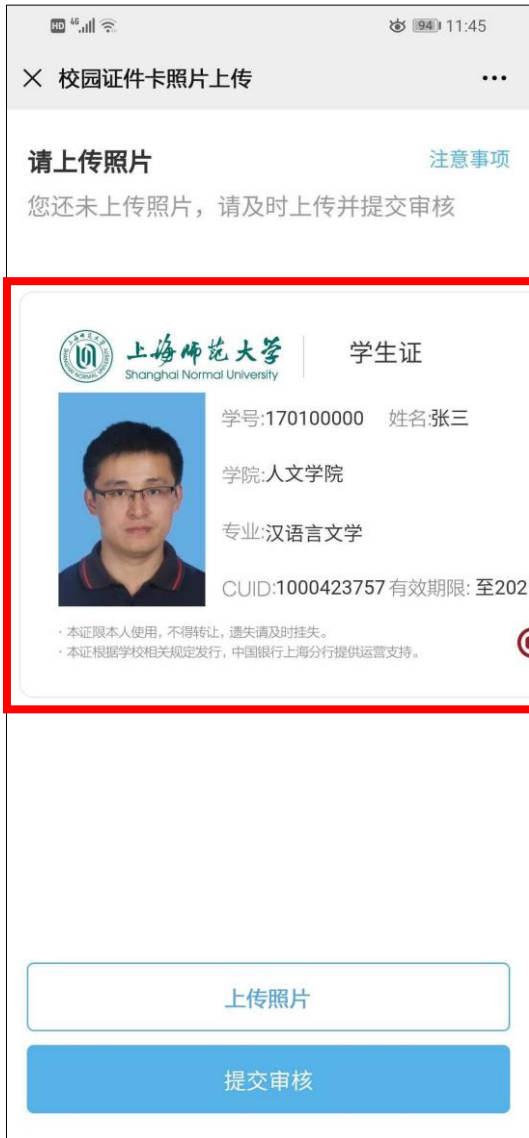 HD 46 94 11:45
校园证件卡照片上传
请上传照片 注意事项
您还未上传照片，请及时上传并提交审核
上海师范大学 学生证
Shanghai Normal University
学号:170100000 姓名:张三
学院:人文学院
专业:汉语言文学
CUID:1000423757 有效期限: 至202
· 本证限本人使用，不得转让，遗失请及时挂失。
· 本证根据学校相关规定发行，中国银行上海分行提供运营支持。
上传照片
提交审核